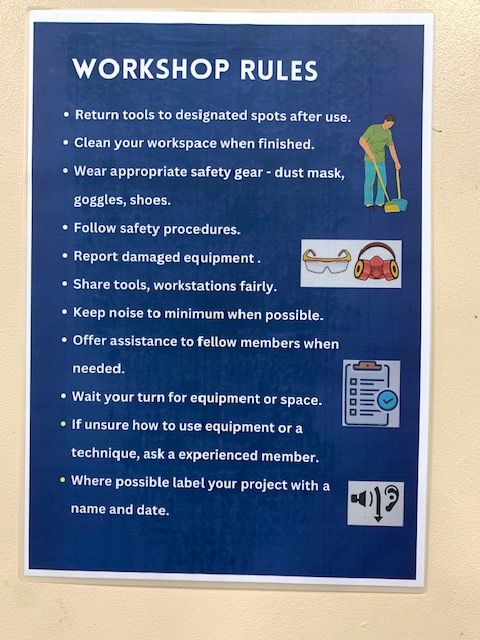 WORKSHOP RULES
• Return tools to designated spots after use.
• Clean your workspace when finished.
• Wear appropriate safety gear - dust mask,
goggles, shoes.
• Follow safety procedures.
• Report damaged equipment .
• Share tools, workstations fairly.
• Keep noise to minimum when possible.
• Offer assistance to fellow members when
needed.
• Wait your turn for equipment or space.
• If unsure how to use equipment or a
technique, ask a experienced member.
• Where possible label your project with a
name and date.